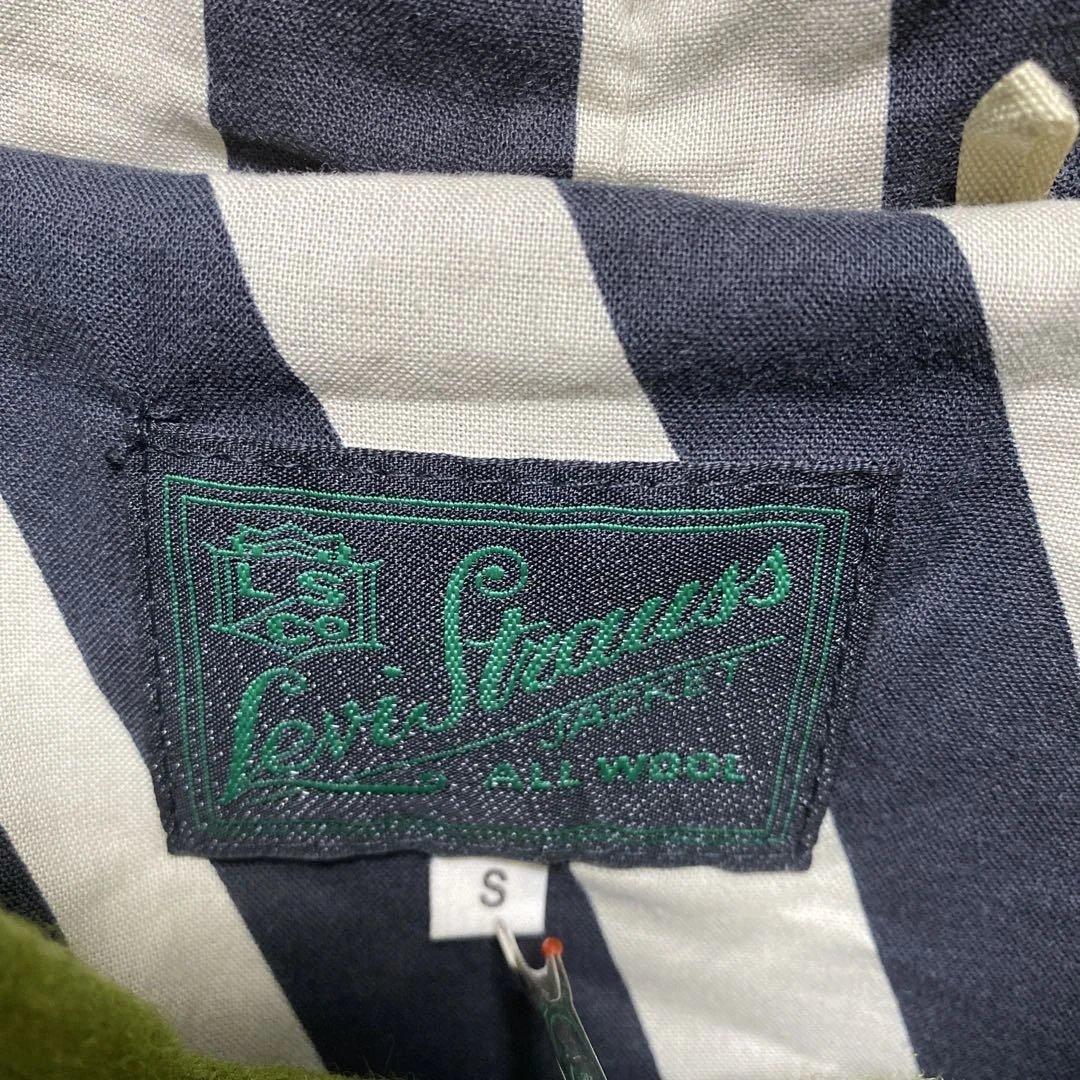 L S
CO
Levi Strauss
JACKET
ALL WOOL
S